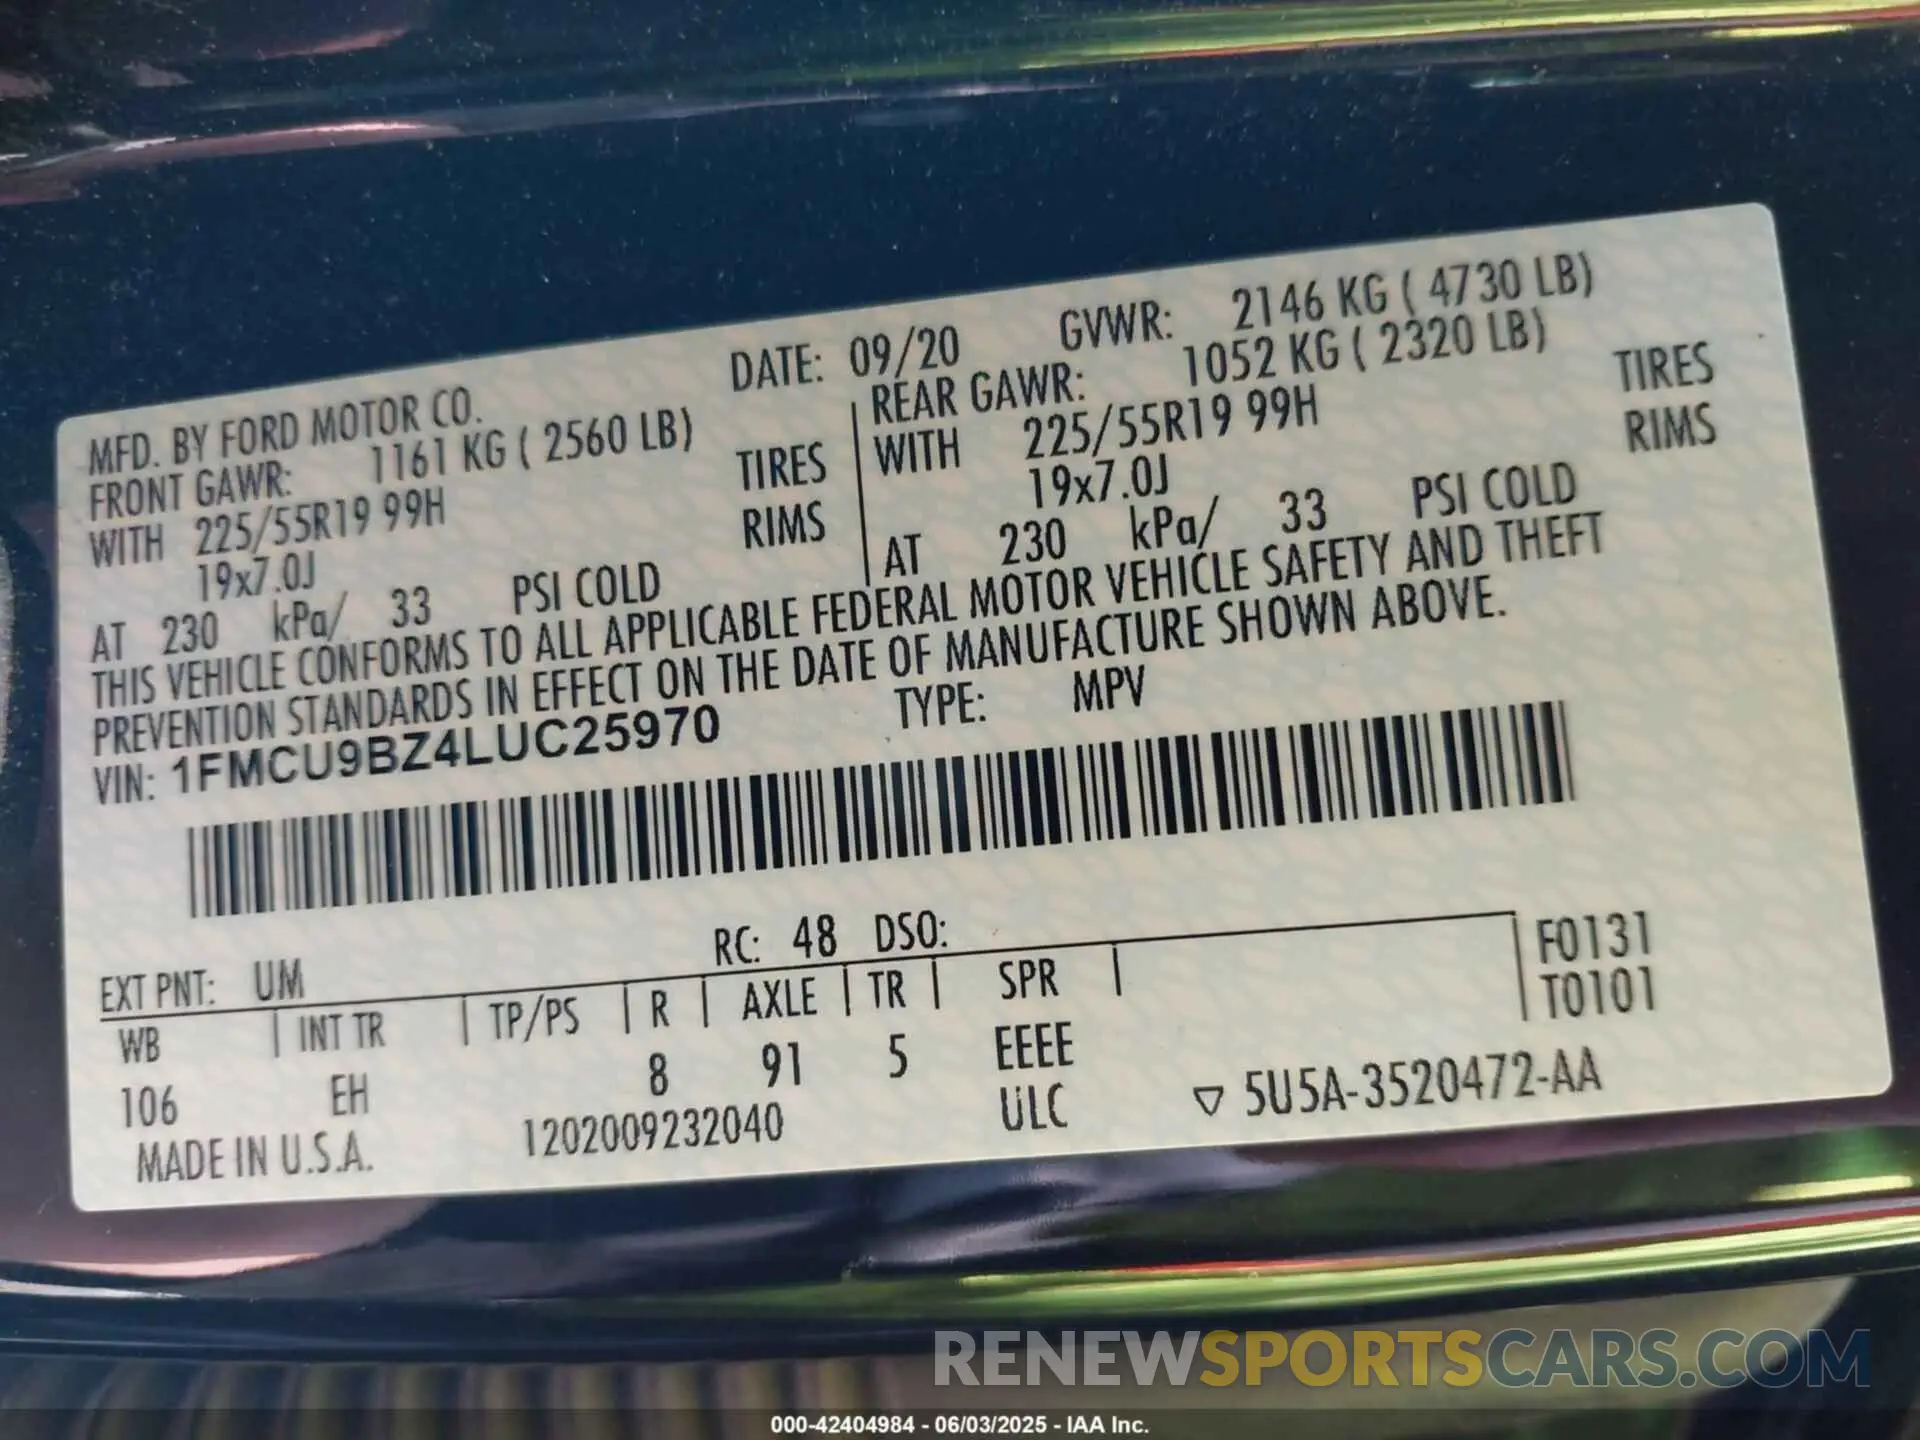 MFD. BY FORD MOTOR CO. DATE: 09/20 GVWR: 2146 KG ( 4730 LB)
FRONT GAWR: 1161 KG ( 2560 LB) REAR GAWR: 1052 KG ( 2320 LB)
WITH 225/55R19 99H TIRES WITH 225/55R19 99H TIRES
19x7.0J RIMS 19x7.0J RIMS
AT 230 kPa/ 33 PSI COLD AT 230 kPa/ 33 PSI COLD
THIS VEHICLE CONFORMS TO ALL APPLICABLE FEDERAL MOTOR VEHICLE SAFETY AND THEFT
PREVENTION STANDARDS IN EFFECT ON THE DATE OF MANUFACTURE SHOWN ABOVE.
VIN: 1FMCU9BZ4LUC25970 TYPE: MPV
EXT PNT: UM RC: 48 DSO: F0131
WB INT TR TP/PS R AXLE TR SPR T0101
106 EH 8 91 5 EEEE
MADE IN U.S.A. 1202009232040 ULC ▽ 5U5A-3520472-AA
RENEWSPORTSCARS.COM
000-42404984 - 06/03/2025 - IAA Inc.